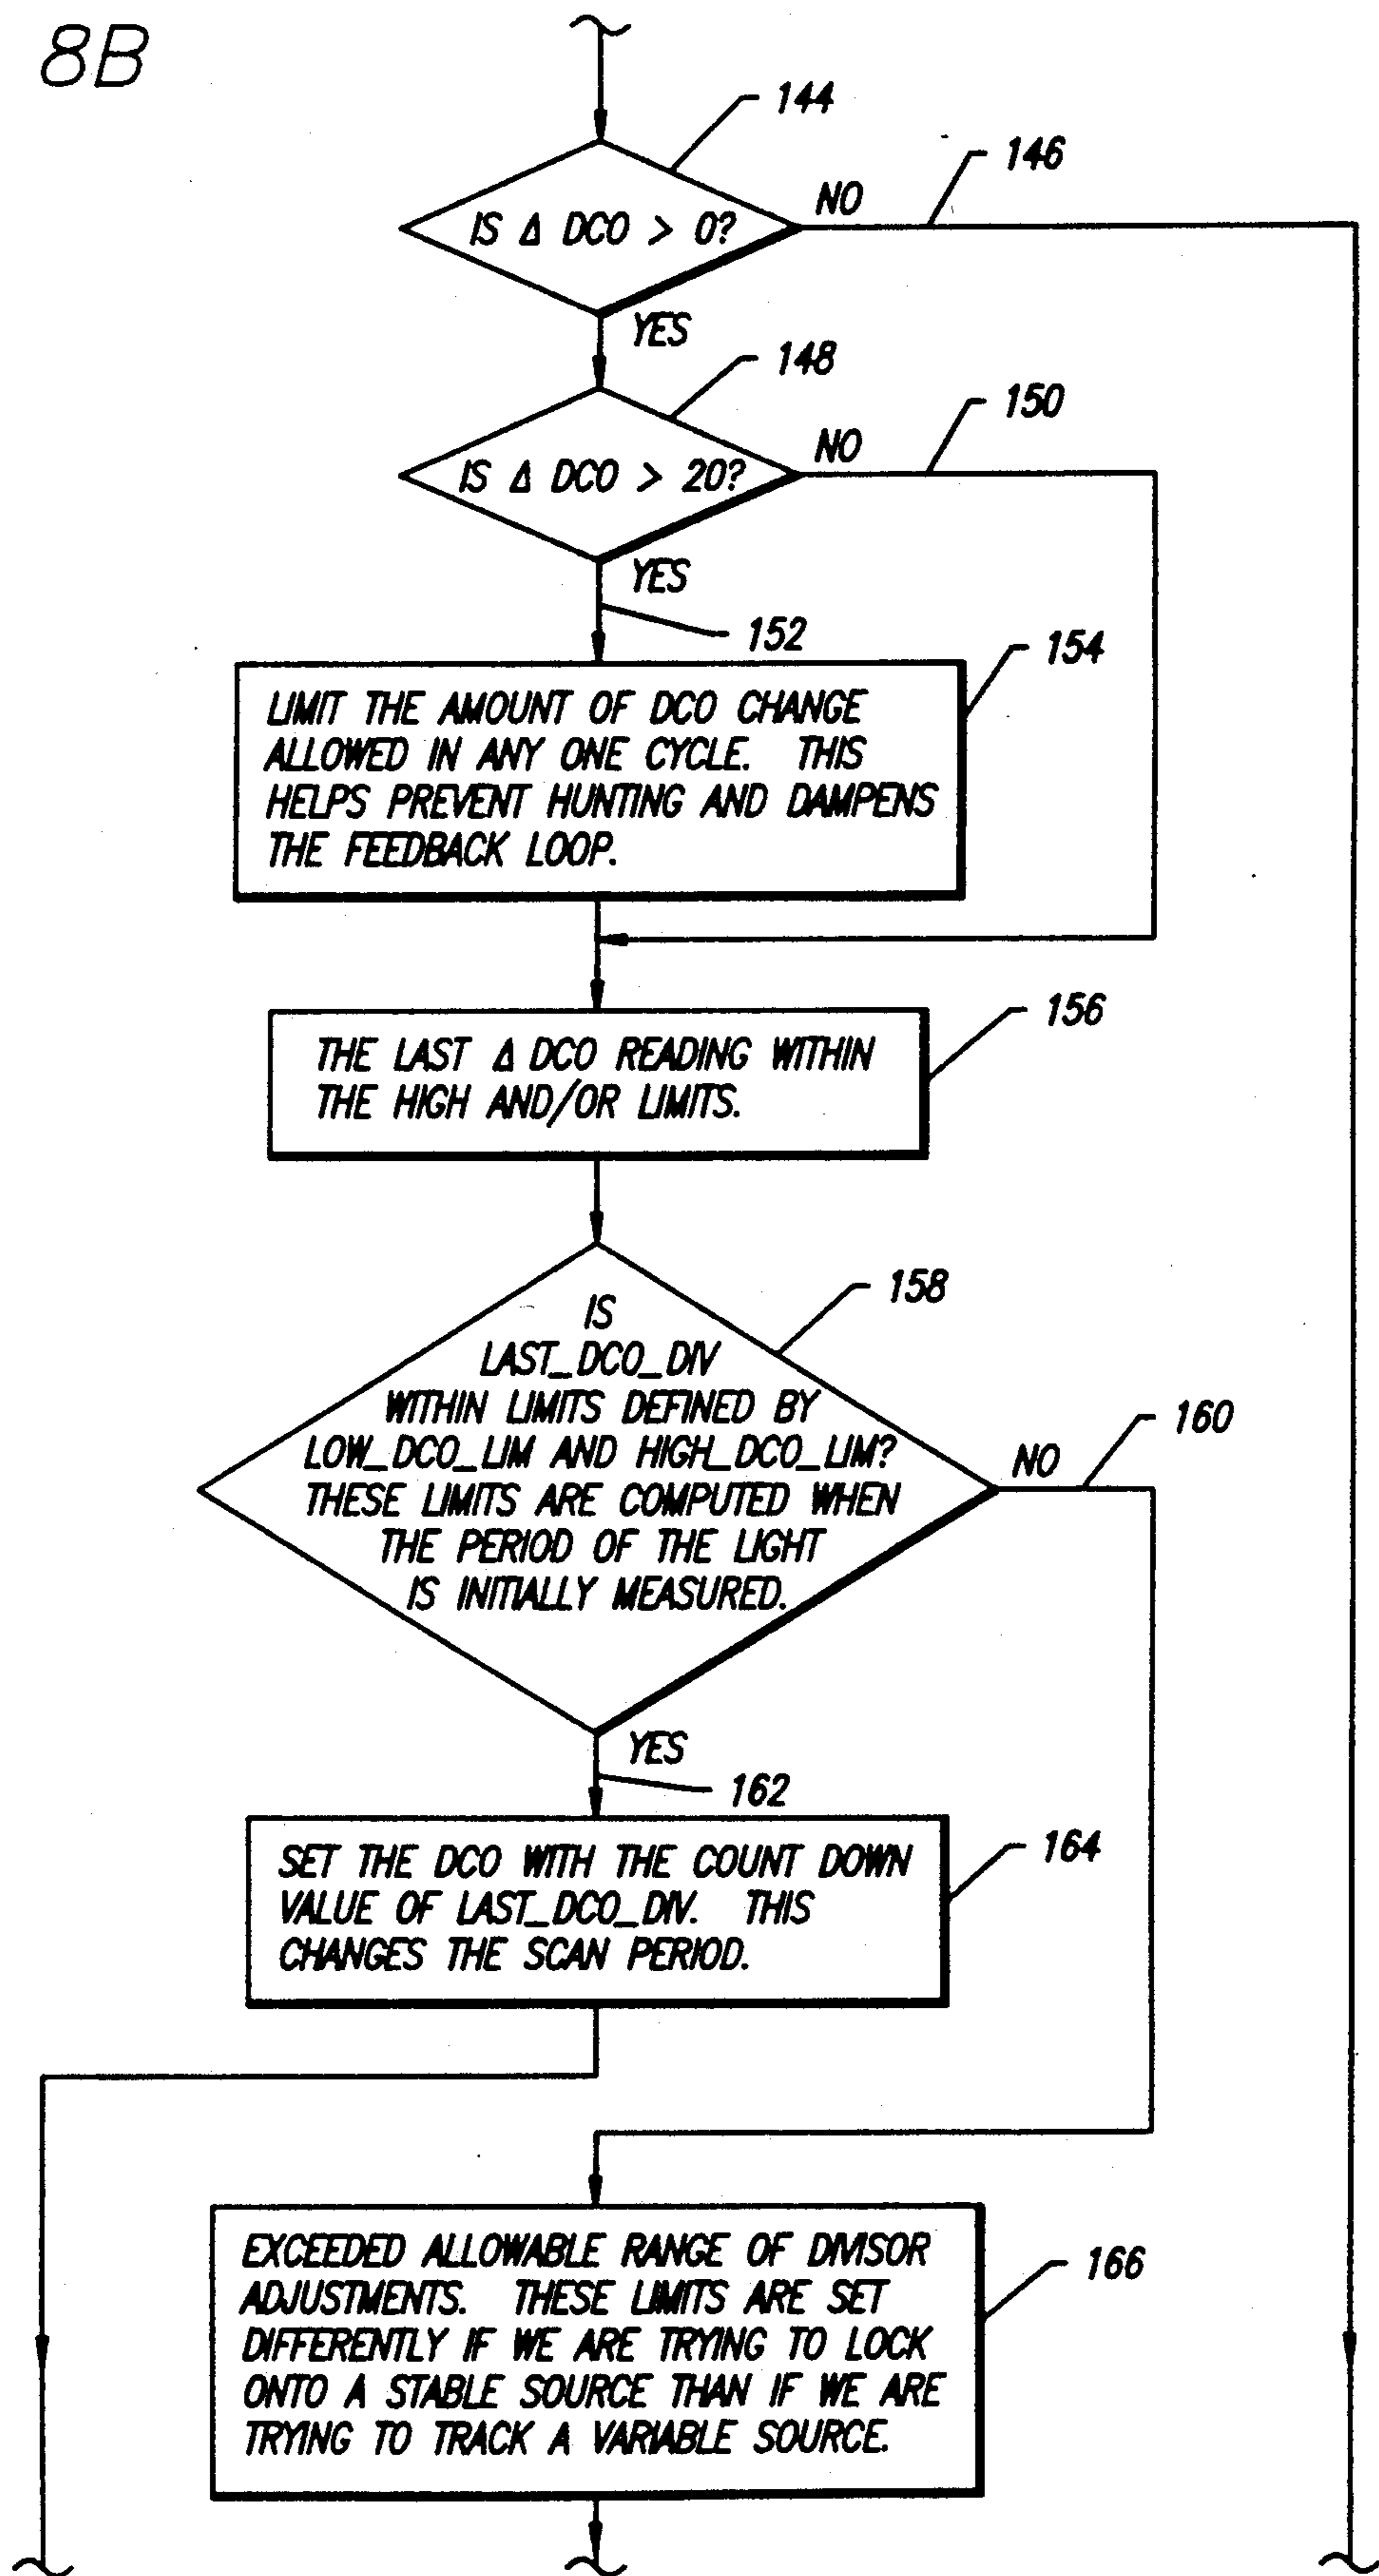 8B
144
146
IS Δ DCO > 0?
NO
YES
148
150
IS Δ DCO > 20?
NO
YES
152
154
LIMIT THE AMOUNT OF DCO CHANGE
ALLOWED IN ANY ONE CYCLE. THIS
HELPS PREVENT HUNTING AND DAMPENS
THE FEEDBACK LOOP.
156
THE LAST Δ DCO READING WITHIN
THE HIGH AND/OR LIMITS.
158
IS
LAST_DCO_DIV
WITHIN LIMITS DEFINED BY
LOW_DCO_LIM AND HIGH_DCO_LIM?
THESE LIMITS ARE COMPUTED WHEN
THE PERIOD OF THE LIGHT
IS INITIALLY MEASURED.
160
NO
YES
162
164
SET THE DCO WITH THE COUNT DOWN
VALUE OF LAST_DCO_DIV. THIS
CHANGES THE SCAN PERIOD.
166
EXCEEDED ALLOWABLE RANGE OF DIVISOR
ADJUSTMENTS. THESE LIMITS ARE SET
DIFFERENTLY IF WE ARE TRYING TO LOCK
ONTO A STABLE SOURCE THAN IF WE ARE
TRYING TO TRACK A VARIABLE SOURCE.